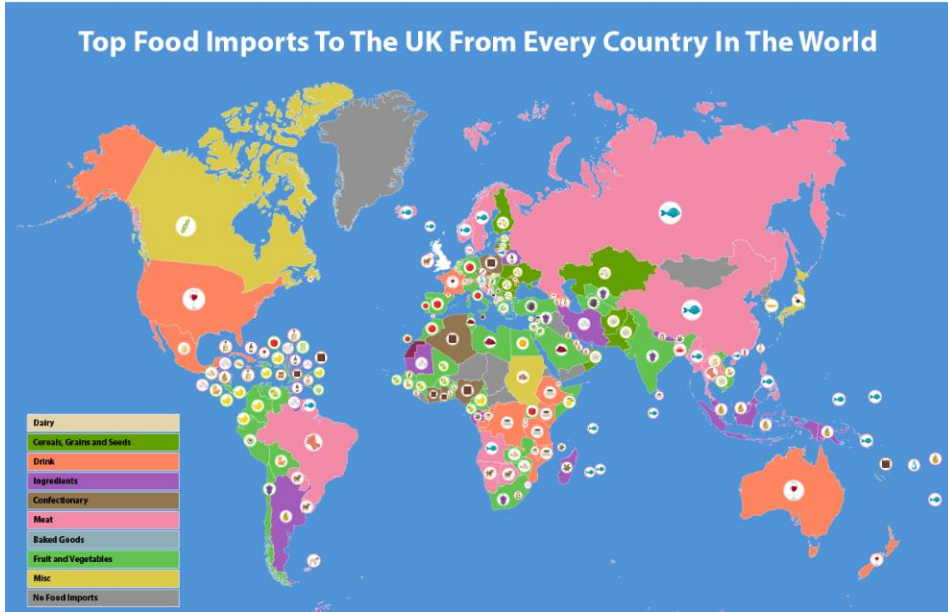 Top Food Imports To The UK From Every Country In The World
Dairy
Cereals, Grains and Seeds
Drink
Ingredients
Confectionary
Meat
Baked Goods
Fruit and Vegetables
Misc
No Food Imports